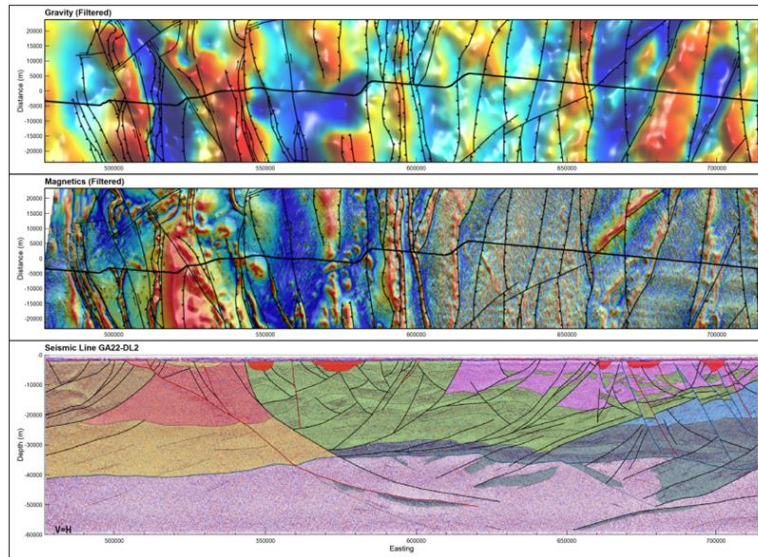 Gravity (Filtered)
Distance (m)
20000
15000
10000
5000
0
-5000
-10000
-15000
-20000
500000 550000 600000 650000 700000
Magnetics (Filtered)
Distance (m)
20000
15000
10000
5000
0
-5000
-10000
-15000
-20000
500000 550000 600000 650000 700000
Seismic Line GA22-DL2
Depth (m)
-0
-10000
-20000
-30000
-40000
-50000
-60000
V=H
500000 550000 600000 650000 700000
Easting